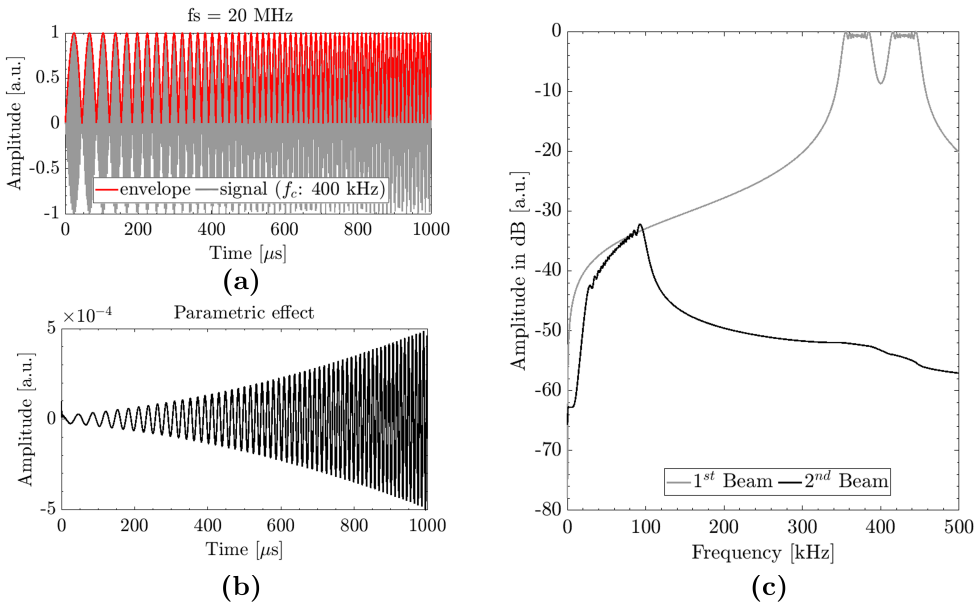 fs = 20 MHz
Amplitude [a.u.]
1
0.5
0
-0.5
-1
envelope signal (f_c: 400 kHz)
0 200 400 600 800 1000
Time [μs]
(a)
×10⁻⁴ Parametric effect
Amplitude [a.u.]
5
0
-5
0 200 400 600 800 1000
Time [μs]
(b)
Amplitude in dB [a.u.]
0
-10
-20
-30
-40
-50
-60
-70
-80
1ˢᵗ Beam 2ⁿᵈ Beam
0 100 200 300 400 500
Frequency [kHz]
(c)